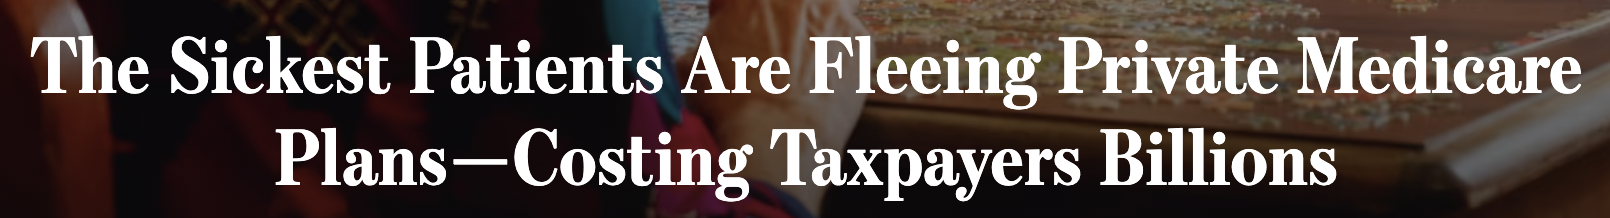 The Sickest Patients Are Fleeing Private Medicare
Plans—Costing Taxpayers Billions